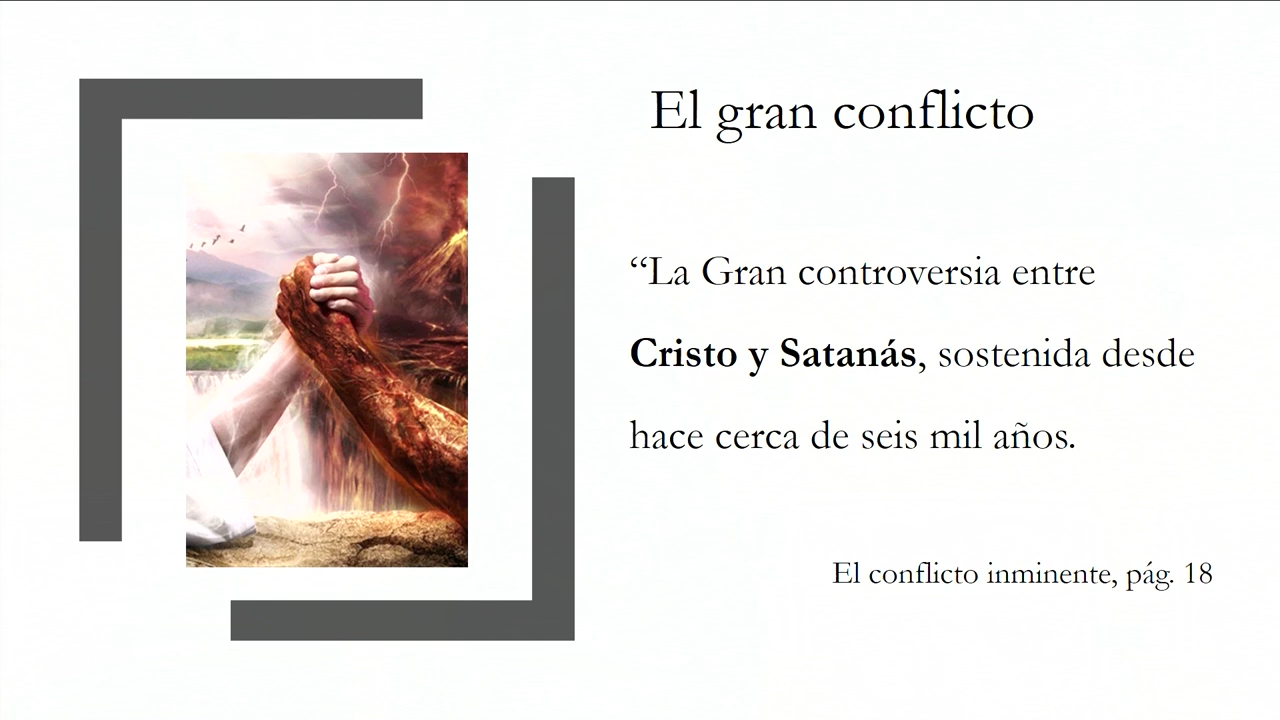 El gran conflicto
“La Gran controversia entre
Cristo y Satanás, sostenida desde
hace cerca de seis mil años.
El conflicto inminente, pág. 18